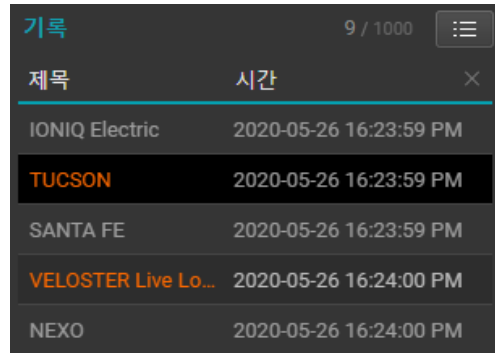 기록 9 / 1000
제목 시간
IONIQ Electric 2020-05-26 16:23:59 PM
TUCSON 2020-05-26 16:23:59 PM
SANTA FE 2020-05-26 16:23:59 PM
VELOSTER Live Lo... 2020-05-26 16:24:00 PM
NEXO 2020-05-26 16:24:00 PM